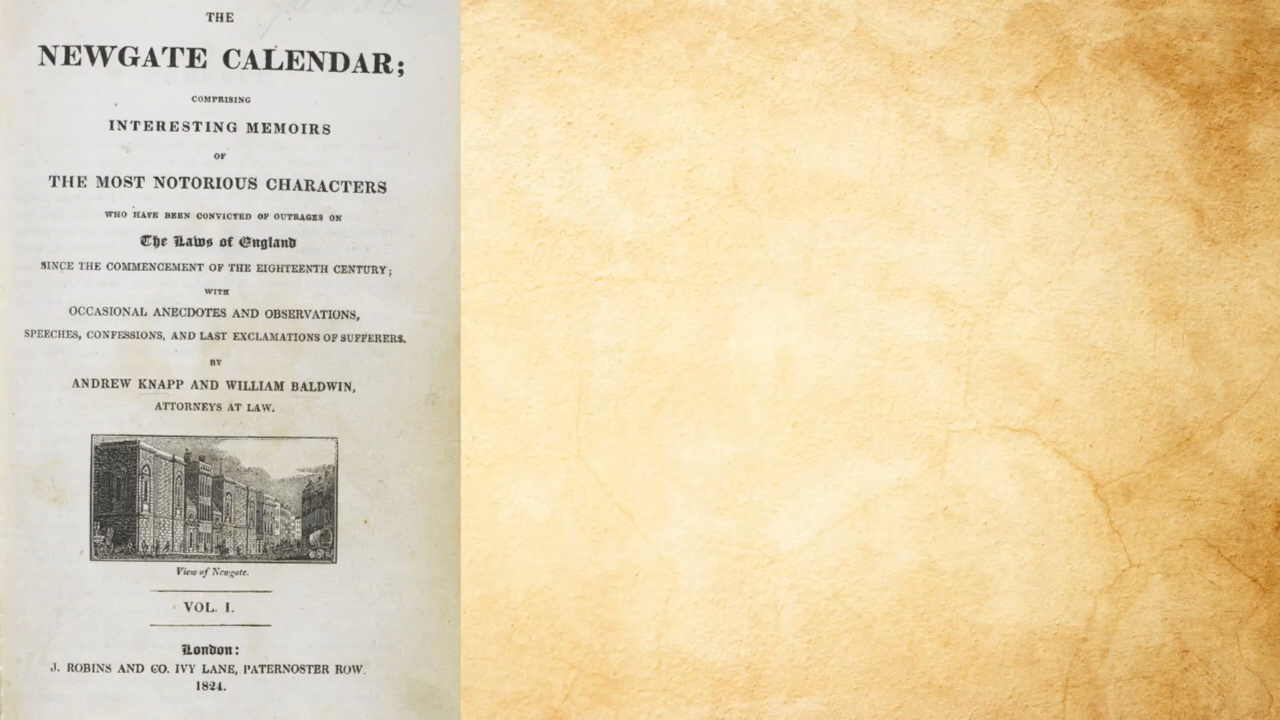 THE
NEWGATE CALENDAR;
COMPRISING
INTERESTING MEMOIRS
OF
THE MOST NOTORIOUS CHARACTERS
WHO HAVE BEEN CONVICTED OF OUTRAGES ON
The Laws of England
SINCE THE COMMENCEMENT OF THE EIGHTEENTH CENTURY;
WITH
OCCASIONAL ANECDOTES AND OBSERVATIONS,
SPEECHES, CONFESSIONS, AND LAST EXCLAMATIONS OF SUFFERERS.
BY
ANDREW KNAPP AND WILLIAM BALDWIN,
ATTORNEYS AT LAW.
View of Newgate.
VOL. I.
London:
J. ROBINS AND CO. IVY LANE, PATERNOSTER ROW.
1824.